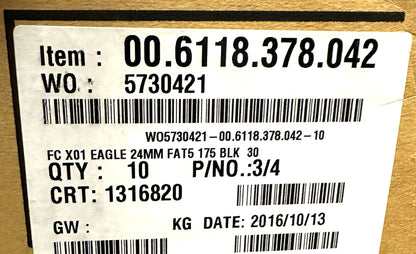 Item : 00.6118.378.042
WO : 5730421
WO5730421-00.6118.378.042-10
FC X01 EAGLE 24MM FAT5 175 BLK 30
QTY : 10 P/NO.:3/4
CRT: 1316820
GW : KG DATE: 2016/10/13